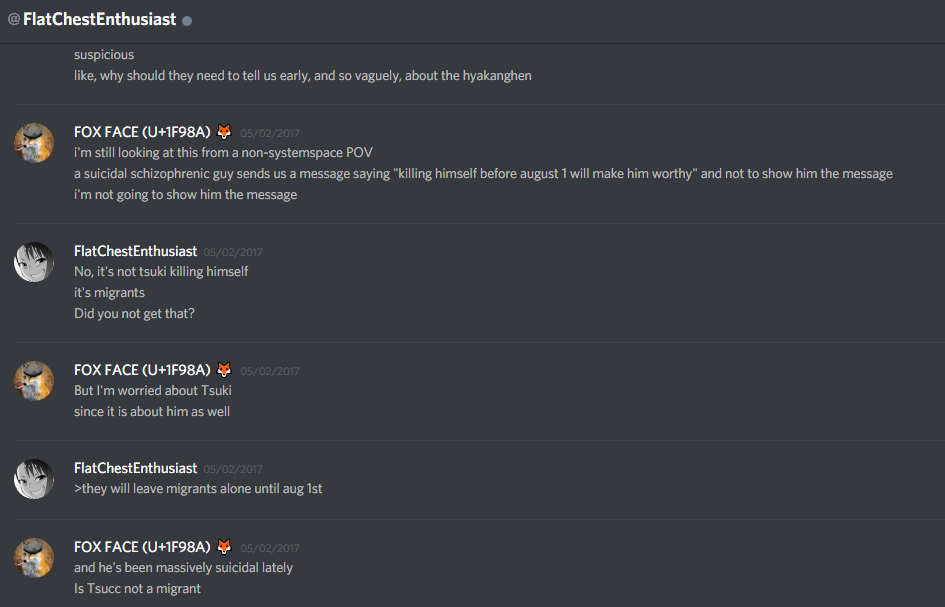 @FlatChestEnthusiast
suspicious
like, why should they need to tell us early, and so vaguely, about the hyakanghen
FOX FACE (U+1F98A) 🦊 05/02/2017
i'm still looking at this from a non-systemspace POV
a suicidal schizophrenic guy sends us a message saying "killing himself before august 1 will make him worthy" and not to show him the message
i'm not going to show him the message
FlatChestEnthusiast 05/02/2017
No, it's not tsuki killing himself
it's migrants
Did you not get that?
FOX FACE (U+1F98A) 🦊 05/02/2017
But I'm worried about Tsuki
since it is about him as well
FlatChestEnthusiast 05/02/2017
>they will leave migrants alone until aug 1st
FOX FACE (U+1F98A) 🦊 05/02/2017
and he's been massively suicidal lately
Is Tsucc not a migrant